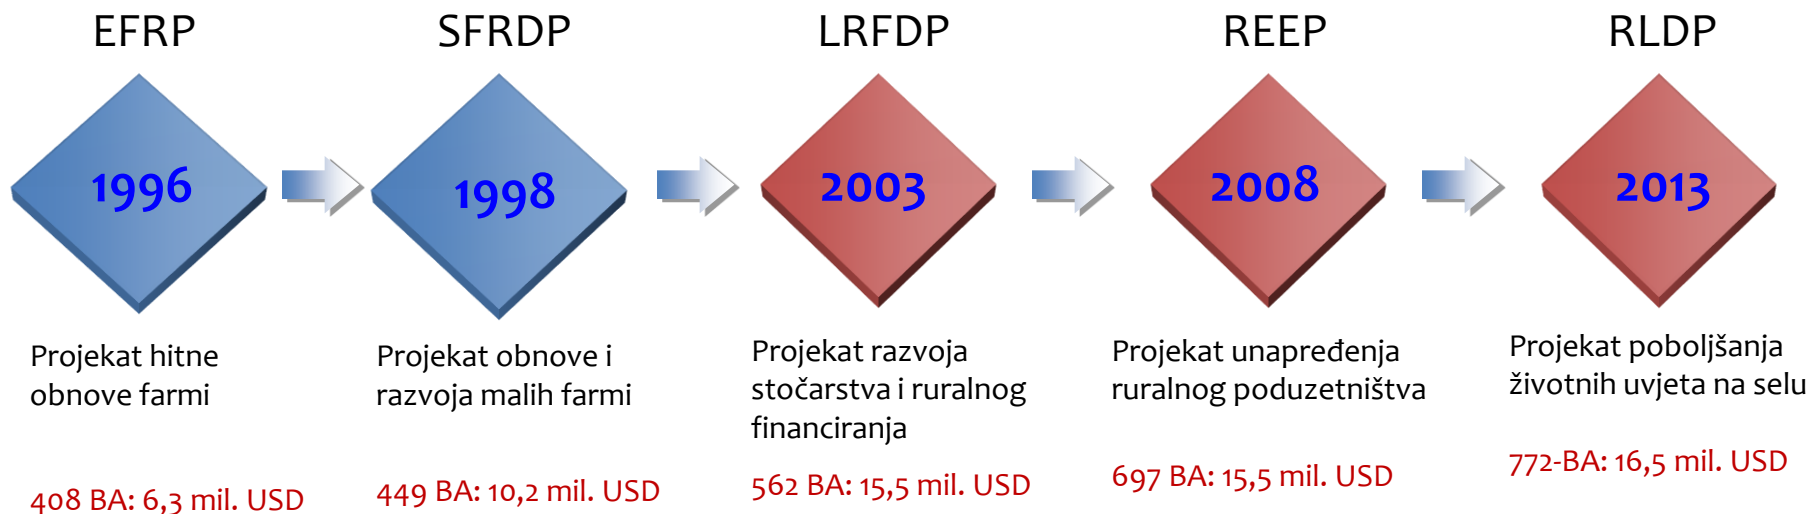 EFRP
SFRDP
LRFDP
REEP
RLDP
1996
1998
2003
2008
2013
Projekat hitne
obnove farmi
408 BA: 6,3 mil. USD
Projekat obnove i
razvoja malih farmi
449 BA: 10,2 mil. USD
Projekat razvoja
stočarstva i ruralnog
financiranja
562 BA: 15,5 mil. USD
Projekat unapređenja
ruralnog poduzetništva
697 BA: 15,5 mil. USD
Projekat poboljšanja
životnih uvjeta na selu
772-BA: 16,5 mil. USD